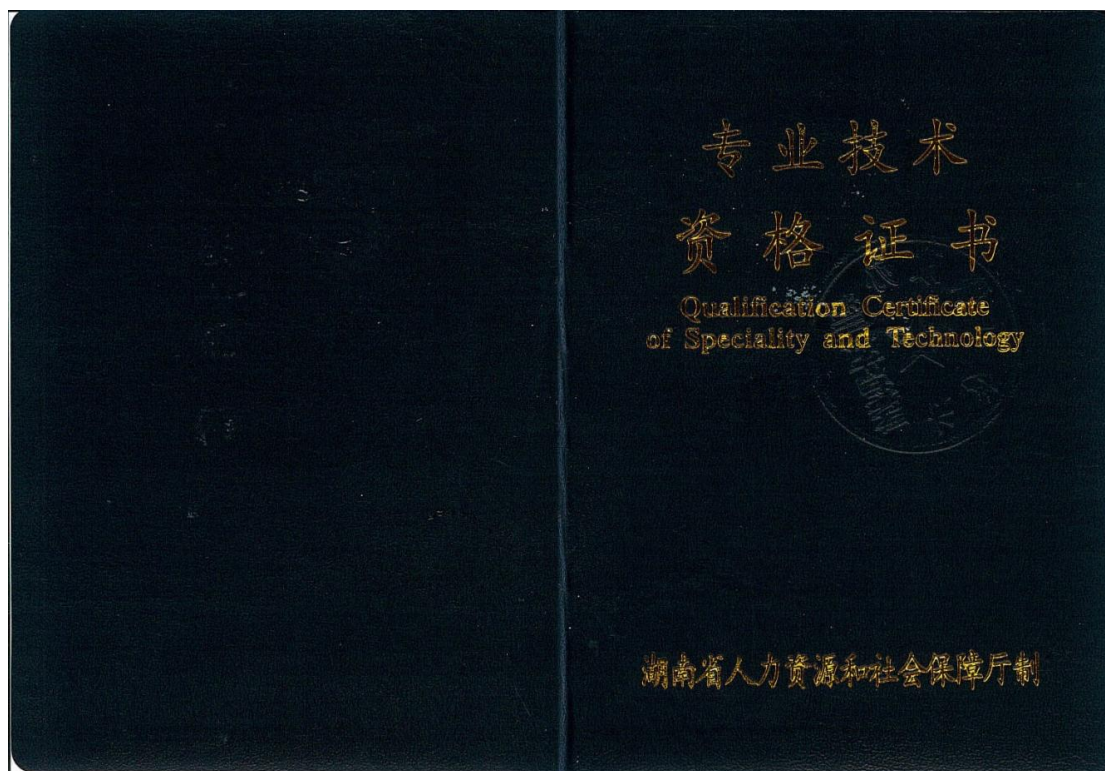 专业技术
资格证书
Qualification Certificate
of Speciality and Technology
湖南省人力资源和社会保障厅制